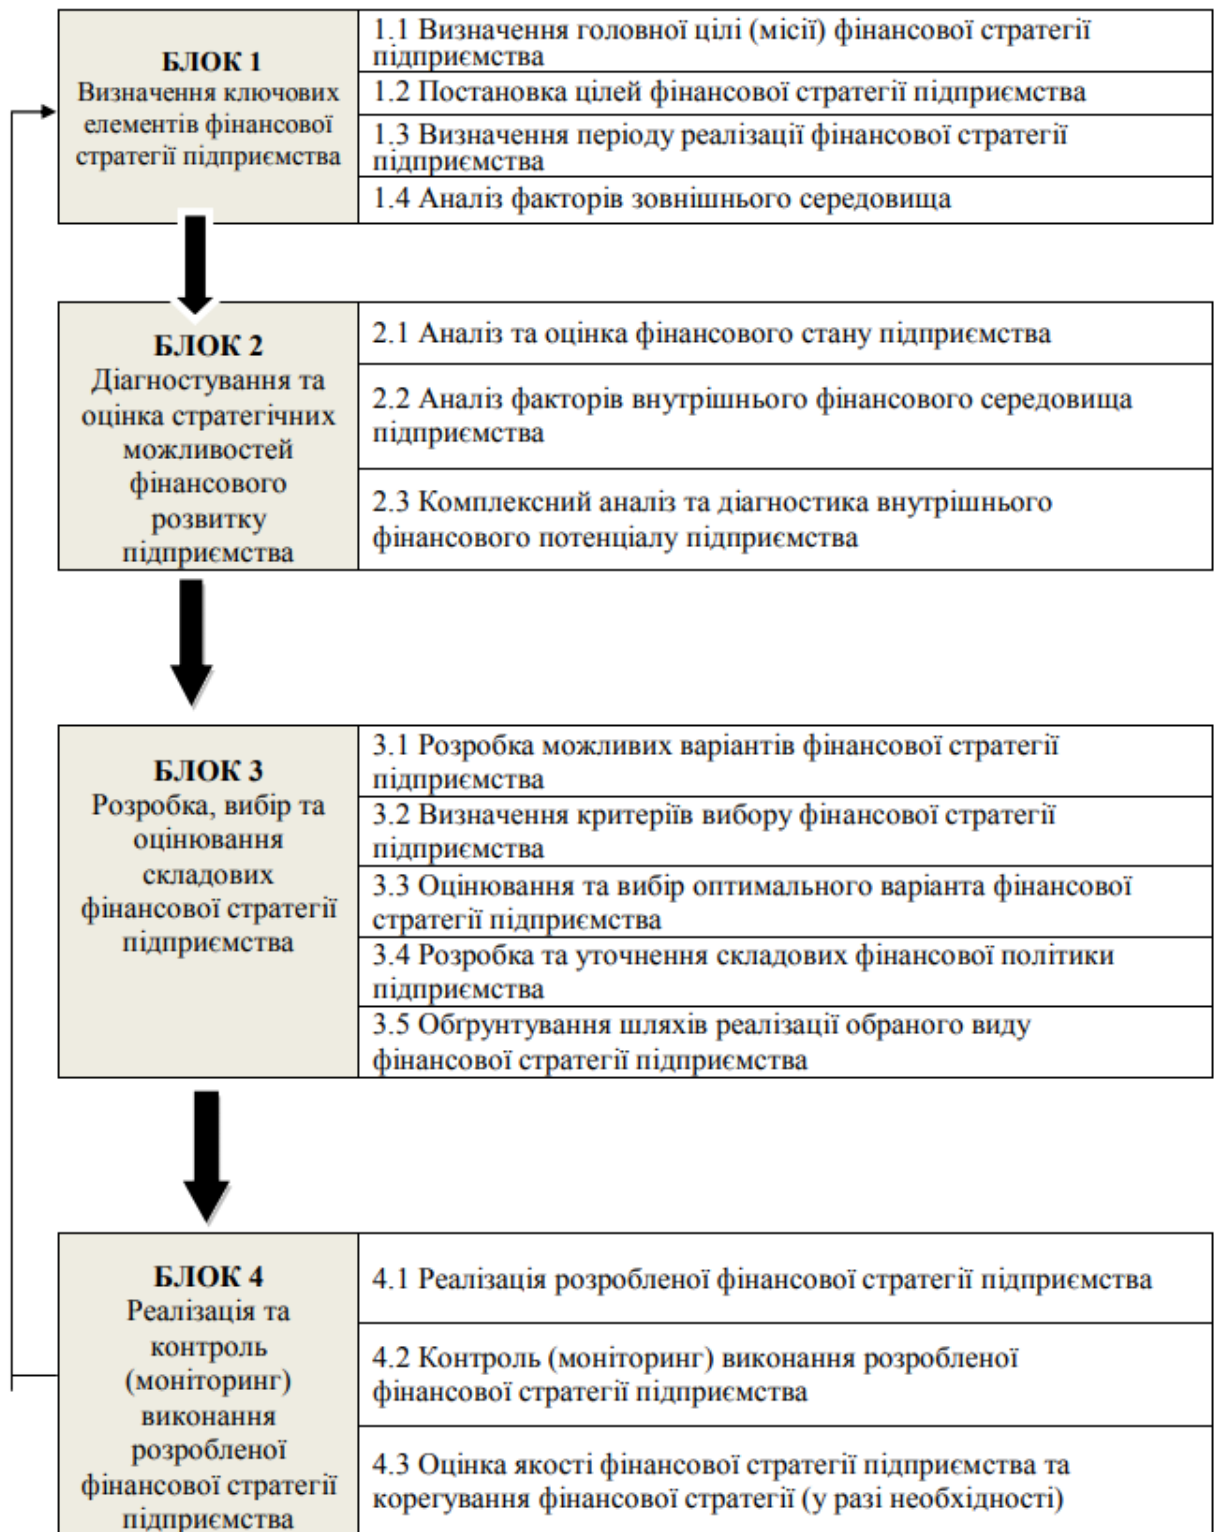 БЛОК 1
Визначення ключових
елементів фінансової
стратегії підприємства
1.1 Визначення головної цілі (місії) фінансової стратегії
підприємства
1.2 Постановка цілей фінансової стратегії підприємства
1.3 Визначення періоду реалізації фінансової стратегії
підприємства
1.4 Аналіз факторів зовнішнього середовища
БЛОК 2
Діагностування та
оцінка стратегічних
можливостей
фінансового
розвитку
підприємства
2.1 Аналіз та оцінка фінансового стану підприємства
2.2 Аналіз факторів внутрішнього фінансового середовища
підприємства
2.3 Комплексний аналіз та діагностика внутрішнього
фінансового потенціалу підприємства
БЛОК 3
Розробка, вибір та
оцінювання
складових
фінансової стратегії
підприємства
3.1 Розробка можливих варіантів фінансової стратегії
підприємства
3.2 Визначення критеріїв вибору фінансової стратегії
підприємства
3.3 Оцінювання та вибір оптимального варіанта фінансової
стратегії підприємства
3.4 Розробка та уточнення складових фінансової політики
підприємства
3.5 Обґрунтування шляхів реалізації обраного виду
фінансової стратегії підприємства
БЛОК 4
Реалізація та
контроль
(моніторинг)
виконання
розробленої
фінансової стратегії
підприємства
4.1 Реалізація розробленої фінансової стратегії підприємства
4.2 Контроль (моніторинг) виконання розробленої
фінансової стратегії підприємства
4.3 Оцінка якості фінансової стратегії підприємства та
корегування фінансової стратегії (у разі необхідності)